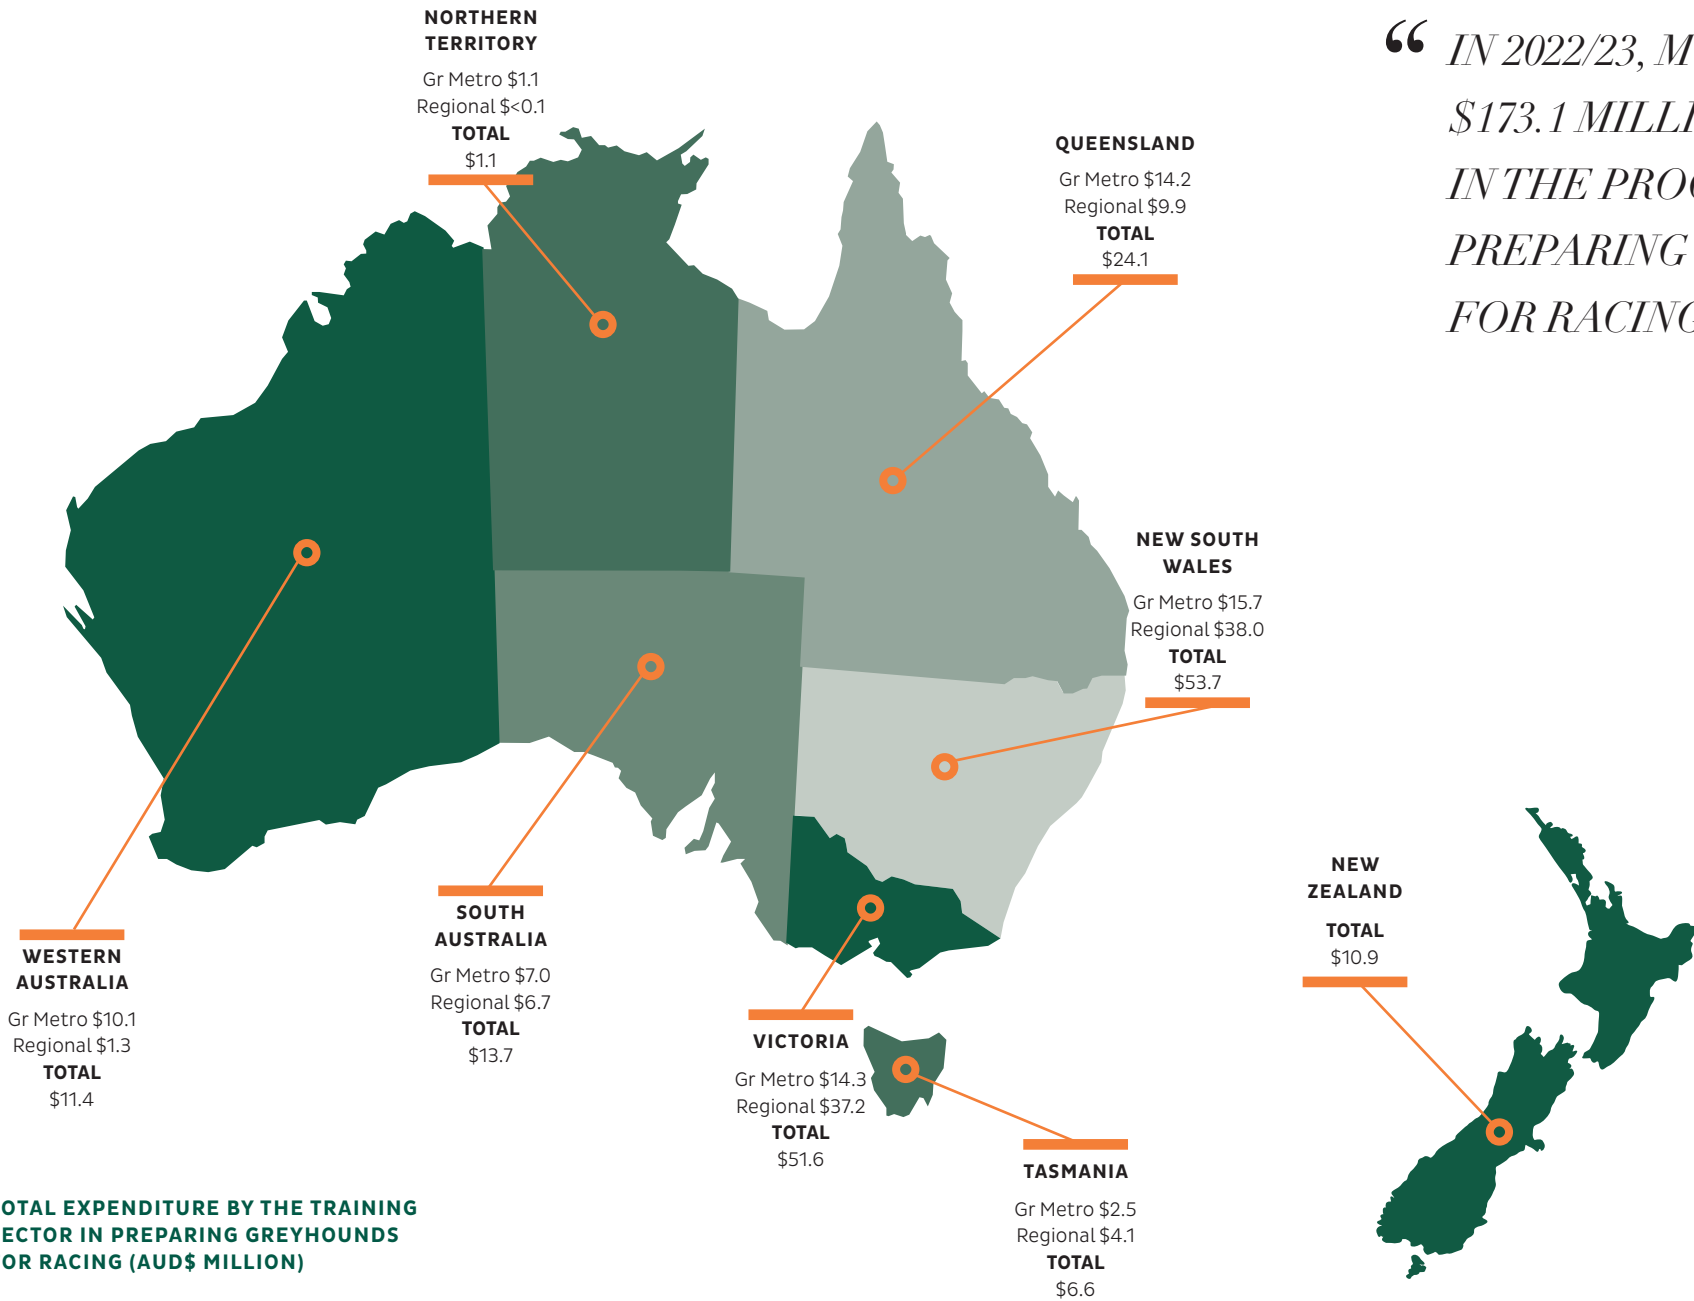 NORTHERN
TERRITORY
Gr Metro $1.1
Regional $<0.1
TOTAL
$1.1
“ IN 2022/23, M
$173.1 MILLI
IN THE PRO
PREPARING
FOR RACING
QUEENSLAND
Gr Metro $14.2
Regional $9.9
TOTAL
$24.1
NEW SOUTH
WALES
Gr Metro $15.7
Regional $38.0
TOTAL
$53.7
NEW
ZEALAND
TOTAL
$10.9
WESTERN
AUSTRALIA
Gr Metro $10.1
Regional $1.3
TOTAL
$11.4
SOUTH
AUSTRALIA
Gr Metro $7.0
Regional $6.7
TOTAL
$13.7
VICTORIA
Gr Metro $14.3
Regional $37.2
TOTAL
$51.6
TASMANIA
Gr Metro $2.5
Regional $4.1
TOTAL
$6.6
OTAL EXPENDITURE BY THE TRAINING
ECTOR IN PREPARING GREYHOUNDS
OR RACING (AUD$ MILLION)